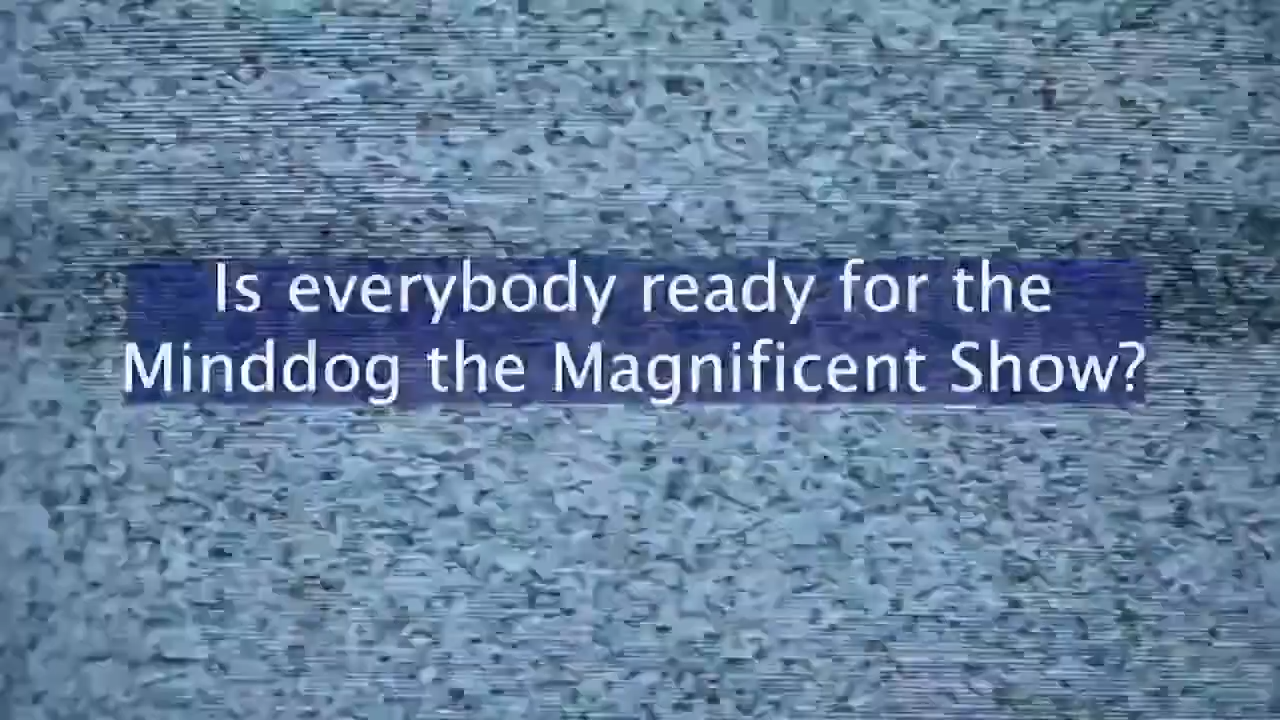 Is everybody ready for the
Minddog the Magnificent Show?